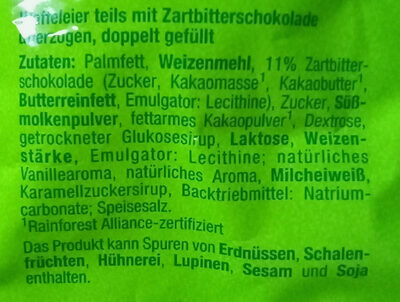 Waffeleier teils mit Zartbitterschokolade
überzogen, doppelt gefüllt
Zutaten: Palmfett, Weizenmehl, 11% Zartbitter-
schokolade (Zucker, Kakaomasse¹, Kakaobutter¹,
Butterreinfett, Emulgator: Lecithine), Zucker, Süß-
molkenpulver, fettarmes Kakaopulver¹, Dextrose,
getrockneter Glukosesirup, Laktose, Weizen-
stärke, Emulgator: Lecithine; natürliches
Vanillearoma, natürliches Aroma, Milcheiweiß,
Karamellzuckersirup, Backtriebmittel: Natrium-
carbonate; Speisesalz.
¹Rainforest Alliance-zertifiziert
Das Produkt kann Spuren von Erdnüssen, Schalen-
früchten, Hühnerei, Lupinen, Sesam und Soja
enthalten.